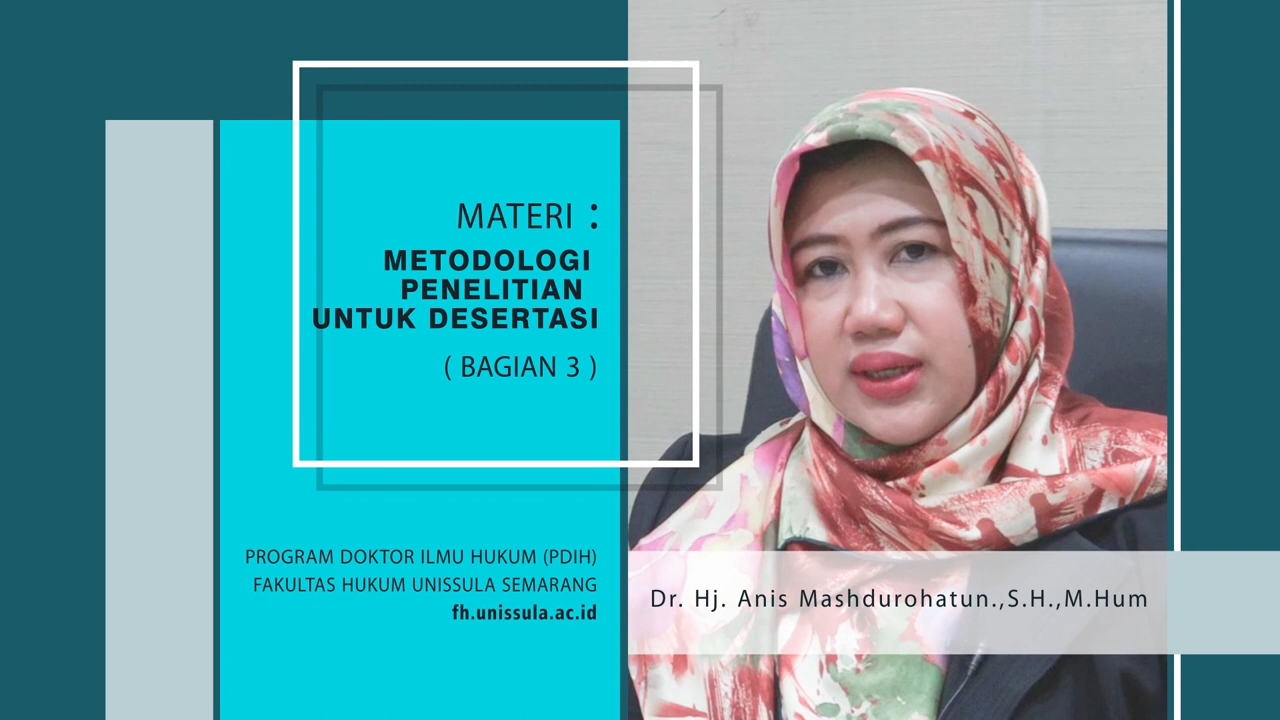 MATERI :
METODOLOGI
PENELITIAN
UNTUK DESERTASI
( BAGIAN 3 )
PROGRAM DOKTOR ILMU HUKUM (PDIH)
FAKULTAS HUKUM UNISSULA SEMARANG
fh.unissula.ac.id
Dr. Hj. Anis Mashdurohatun.,S.H.,M.Hum